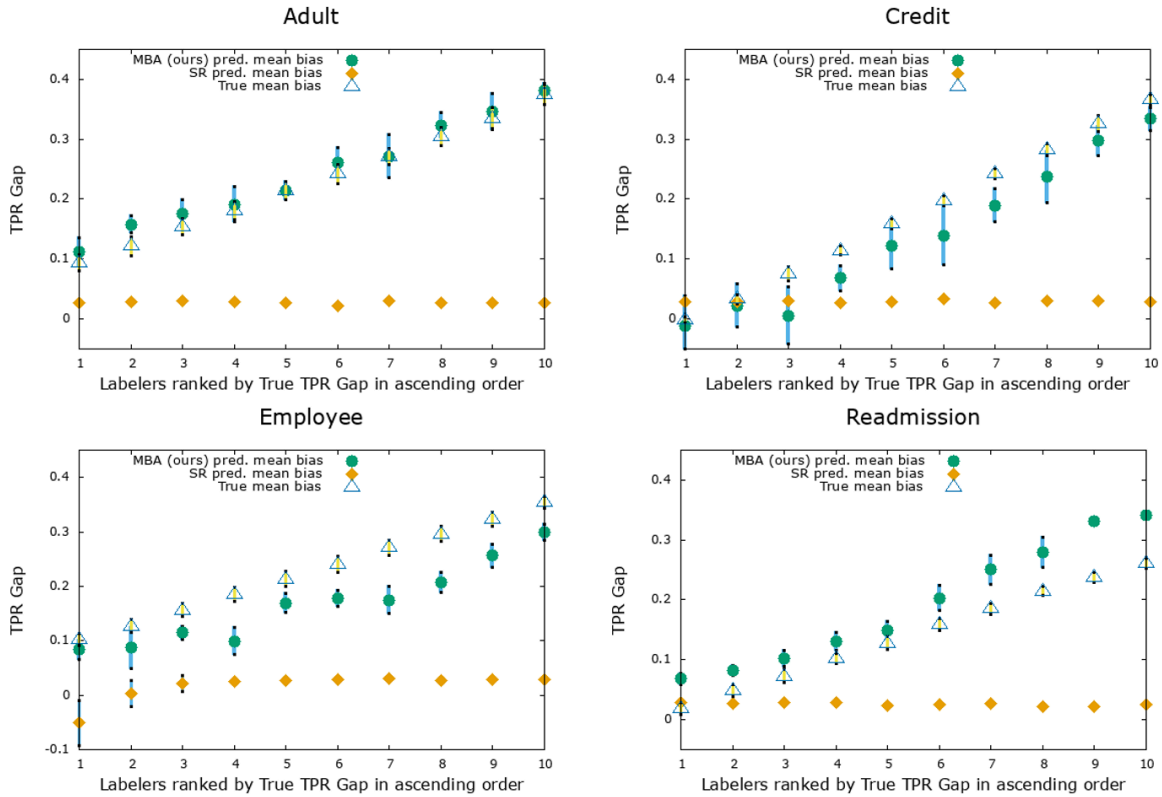 Adult
MBA (ours) pred. mean bias
SR pred. mean bias
True mean bias
0.4
0.3
0.2
0.1
0
TPR Gap
1 2 3 4 5 6 7 8 9 10
Labelers ranked by True TPR Gap in ascending order
Credit
MBA (ours) pred. mean bias
SR pred. mean bias
True mean bias
0.4
0.3
0.2
0.1
0
TPR Gap
1 2 3 4 5 6 7 8 9 10
Labelers ranked by True TPR Gap in ascending order
Employee
MBA (ours) pred. mean bias
SR pred. mean bias
True mean bias
0.4
0.3
0.2
0.1
0
-0.1
TPR Gap
1 2 3 4 5 6 7 8 9 10
Labelers ranked by True TPR Gap in ascending order
Readmission
MBA (ours) pred. mean bias
SR pred. mean bias
True mean bias
0.4
0.3
0.2
0.1
0
TPR Gap
1 2 3 4 5 6 7 8 9 10
Labelers ranked by True TPR Gap in ascending order